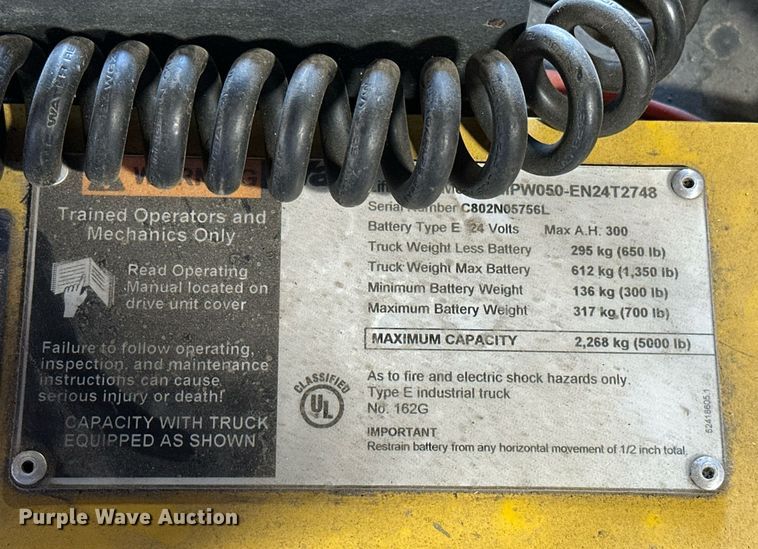 WARNING
Trained Operators and
Mechanics Only
Read Operating
Manual located on
drive unit cover
Failure to follow operating,
inspection, and maintenance
instructions can cause
serious injury or death!
CAPACITY WITH TRUCK
EQUIPPED AS SHOWN
MPW050-EN24T2748
Serial Number C802N05756L
Battery Type E 24 Volts Max A.H. 300
Truck Weight Less Battery 295 kg (650 lb)
Truck Weight Max Battery 612 kg (1,350 lb)
Minimum Battery Weight 136 kg (300 lb)
Maximum Battery Weight 317 kg (700 lb)
MAXIMUM CAPACITY 2,268 kg (5000 lb)
CLASSIFIED
UL
As to fire and electric shock hazards only.
Type E industrial truck
No. 162G
IMPORTANT
Restrain battery from any horizontal movement of 1/2 inch total.
524186051
Purple Wave Auction